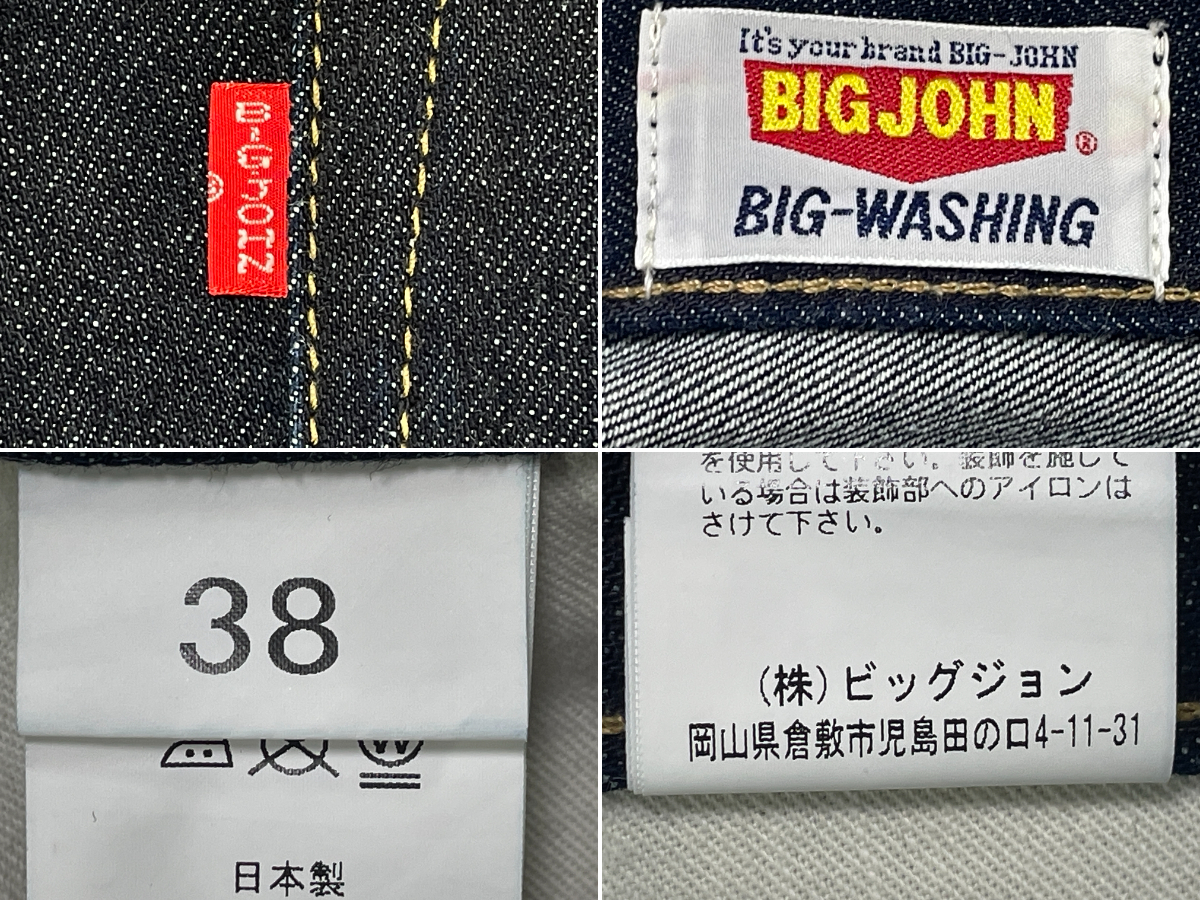 BIG JOHN
®
It's your brand BIG-JOHN
BIG JOHN
®
BIG-WASHING
38
W
日本製
を使用して下さい。装飾を施して
いる場合は装飾部へのアイロンは
さけて下さい。
(株)ビッグジョン
岡山県倉敷市児島田の口4-11-31